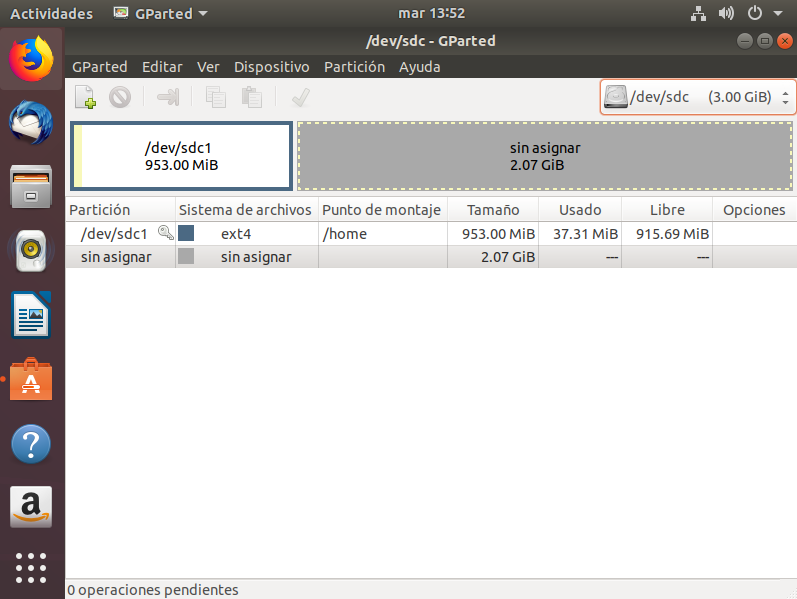 Actividades GParted mar 13:52
/dev/sdc - GParted
GParted Editar Ver Dispositivo Partición Ayuda
/dev/sdc (3.00 GiB)
/dev/sdc1
953.00 MiB
sin asignar
2.07 GiB
Partición Sistema de archivos Punto de montaje Tamaño Usado Libre Opciones
/dev/sdc1 ext4 /home 953.00 MiB 37.31 MiB 915.69 MiB
sin asignar sin asignar 2.07 GiB --- ---
0 operaciones pendientes